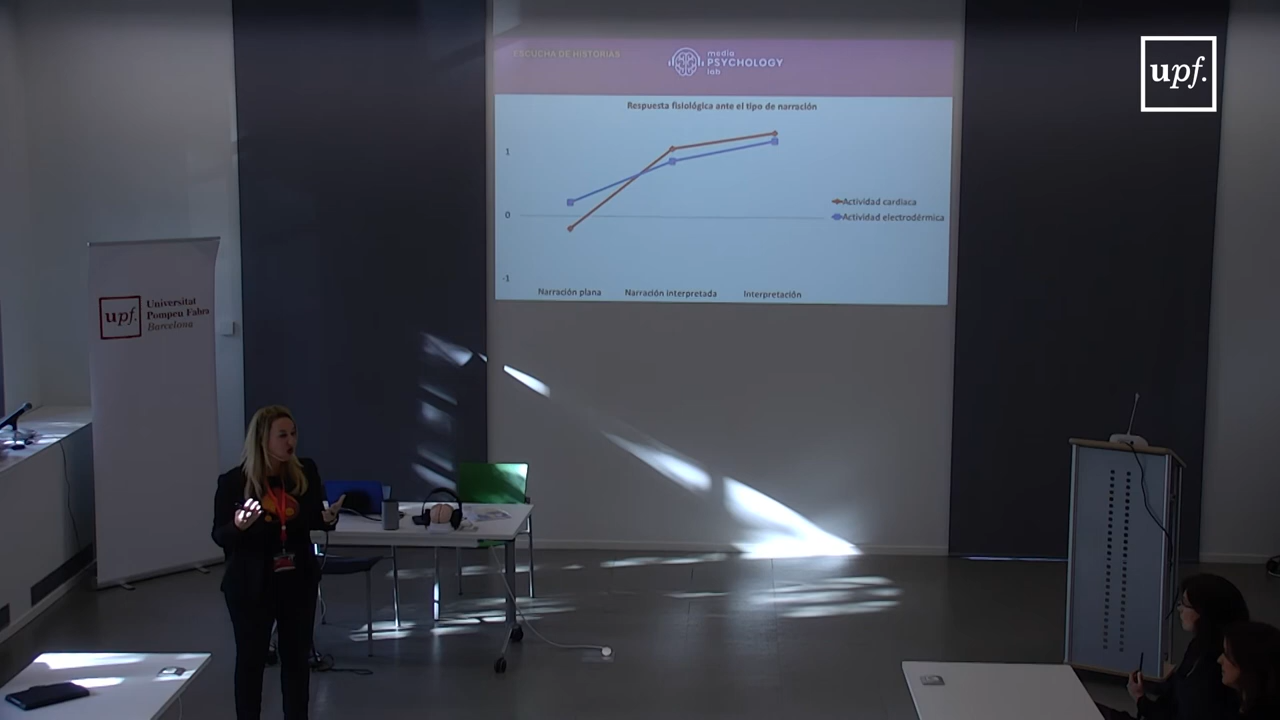 ESCUCHA DE HISTORIAS
media
PSYCHOLOGY
lab
upf.
Respuesta fisiológica ante el tipo de narración
1
0
-1
Actividad cardíaca
Actividad electrodérmica
Narración plana
Narración interpretada
Interpretación
upf.
Universitat
Pompeu Fabra
Barcelona